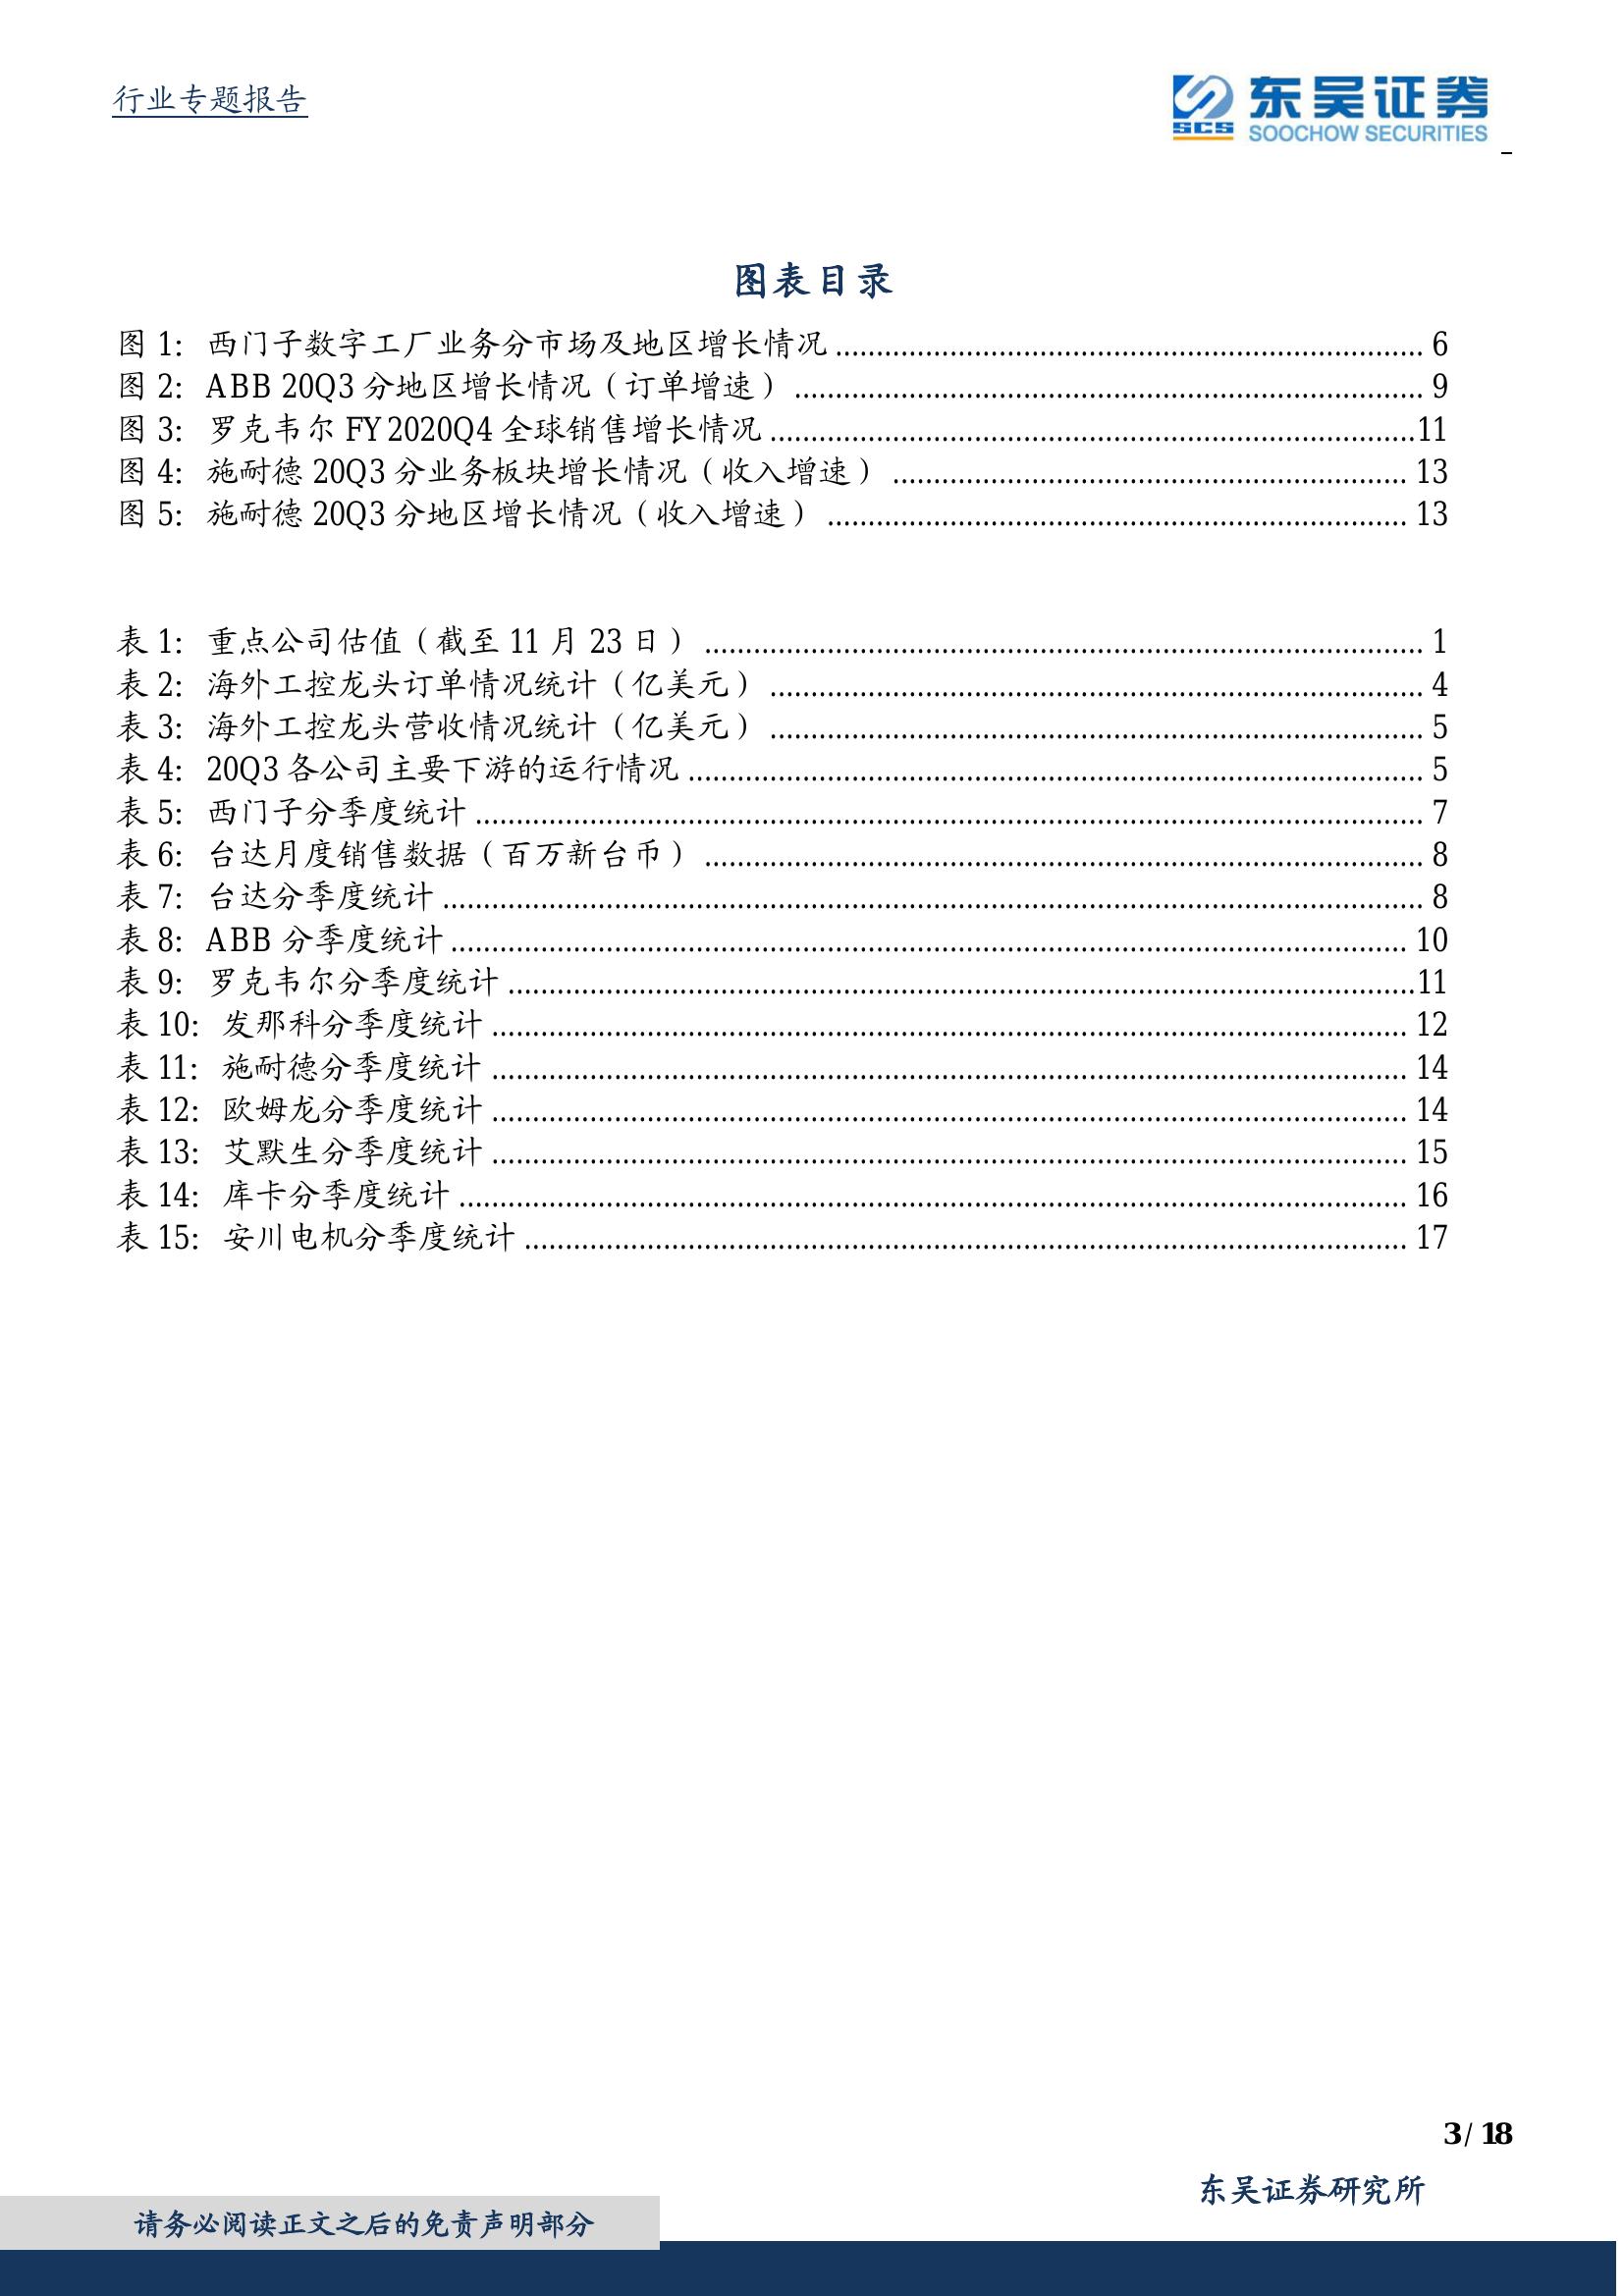 行业专题报告
SCS
东吴证券
SOOCHOW SECURITIES
图表目录
图 1: 西门子数字工厂业务分市场及地区增长情况 ........ 6
图 2: ABB 20Q3 分地区增长情况（订单增速） ........ 9
图 3: 罗克韦尔 FY2020Q4 全球销售增长情况 ........ 11
图 4: 施耐德 20Q3 分业务板块增长情况（收入增速） ........ 13
图 5: 施耐德 20Q3 分地区增长情况（收入增速） ........ 13
表 1: 重点公司估值（截至 11 月 23 日） ........ 1
表 2: 海外工控龙头订单情况统计（亿美元） ........ 4
表 3: 海外工控龙头营收情况统计（亿美元） ........ 5
表 4: 20Q3 各公司主要下游的运行情况 ........ 5
表 5: 西门子分季度统计 ........ 7
表 6: 台达月度销售数据（百万新台币） ........ 8
表 7: 台达分季度统计 ........ 8
表 8: ABB 分季度统计 ........ 10
表 9: 罗克韦尔分季度统计 ........ 11
表 10: 发那科分季度统计 ........ 12
表 11: 施耐德分季度统计 ........ 14
表 12: 欧姆龙分季度统计 ........ 14
表 13: 艾默生分季度统计 ........ 15
表 14: 库卡分季度统计 ........ 16
表 15: 安川电机分季度统计 ........ 17
3 / 18
东吴证券研究所
请务必阅读正文之后的免责声明部分